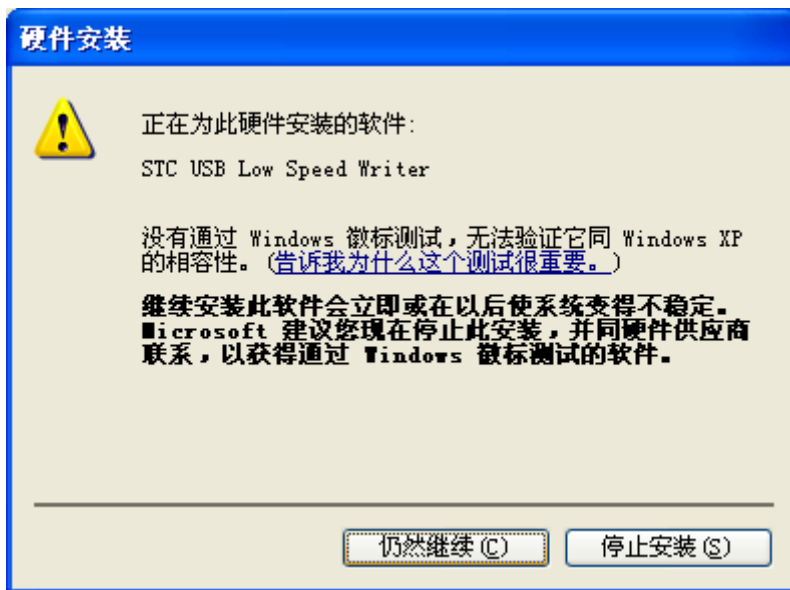 硬件安装
正在为此硬件安装的软件:
STC USB Low Speed Writer
没有通过 Windows 徽标测试，无法验证它同 Windows XP
的相容性。(告诉我为什么这个测试很重要。)
继续安装此软件会立即或在以后使系统变得不稳定。
Microsoft 建议您现在停止此安装，并同硬件供应商
联系，以获得通过 Windows 徽标测试的软件。
仍然继续(C)
停止安装(S)